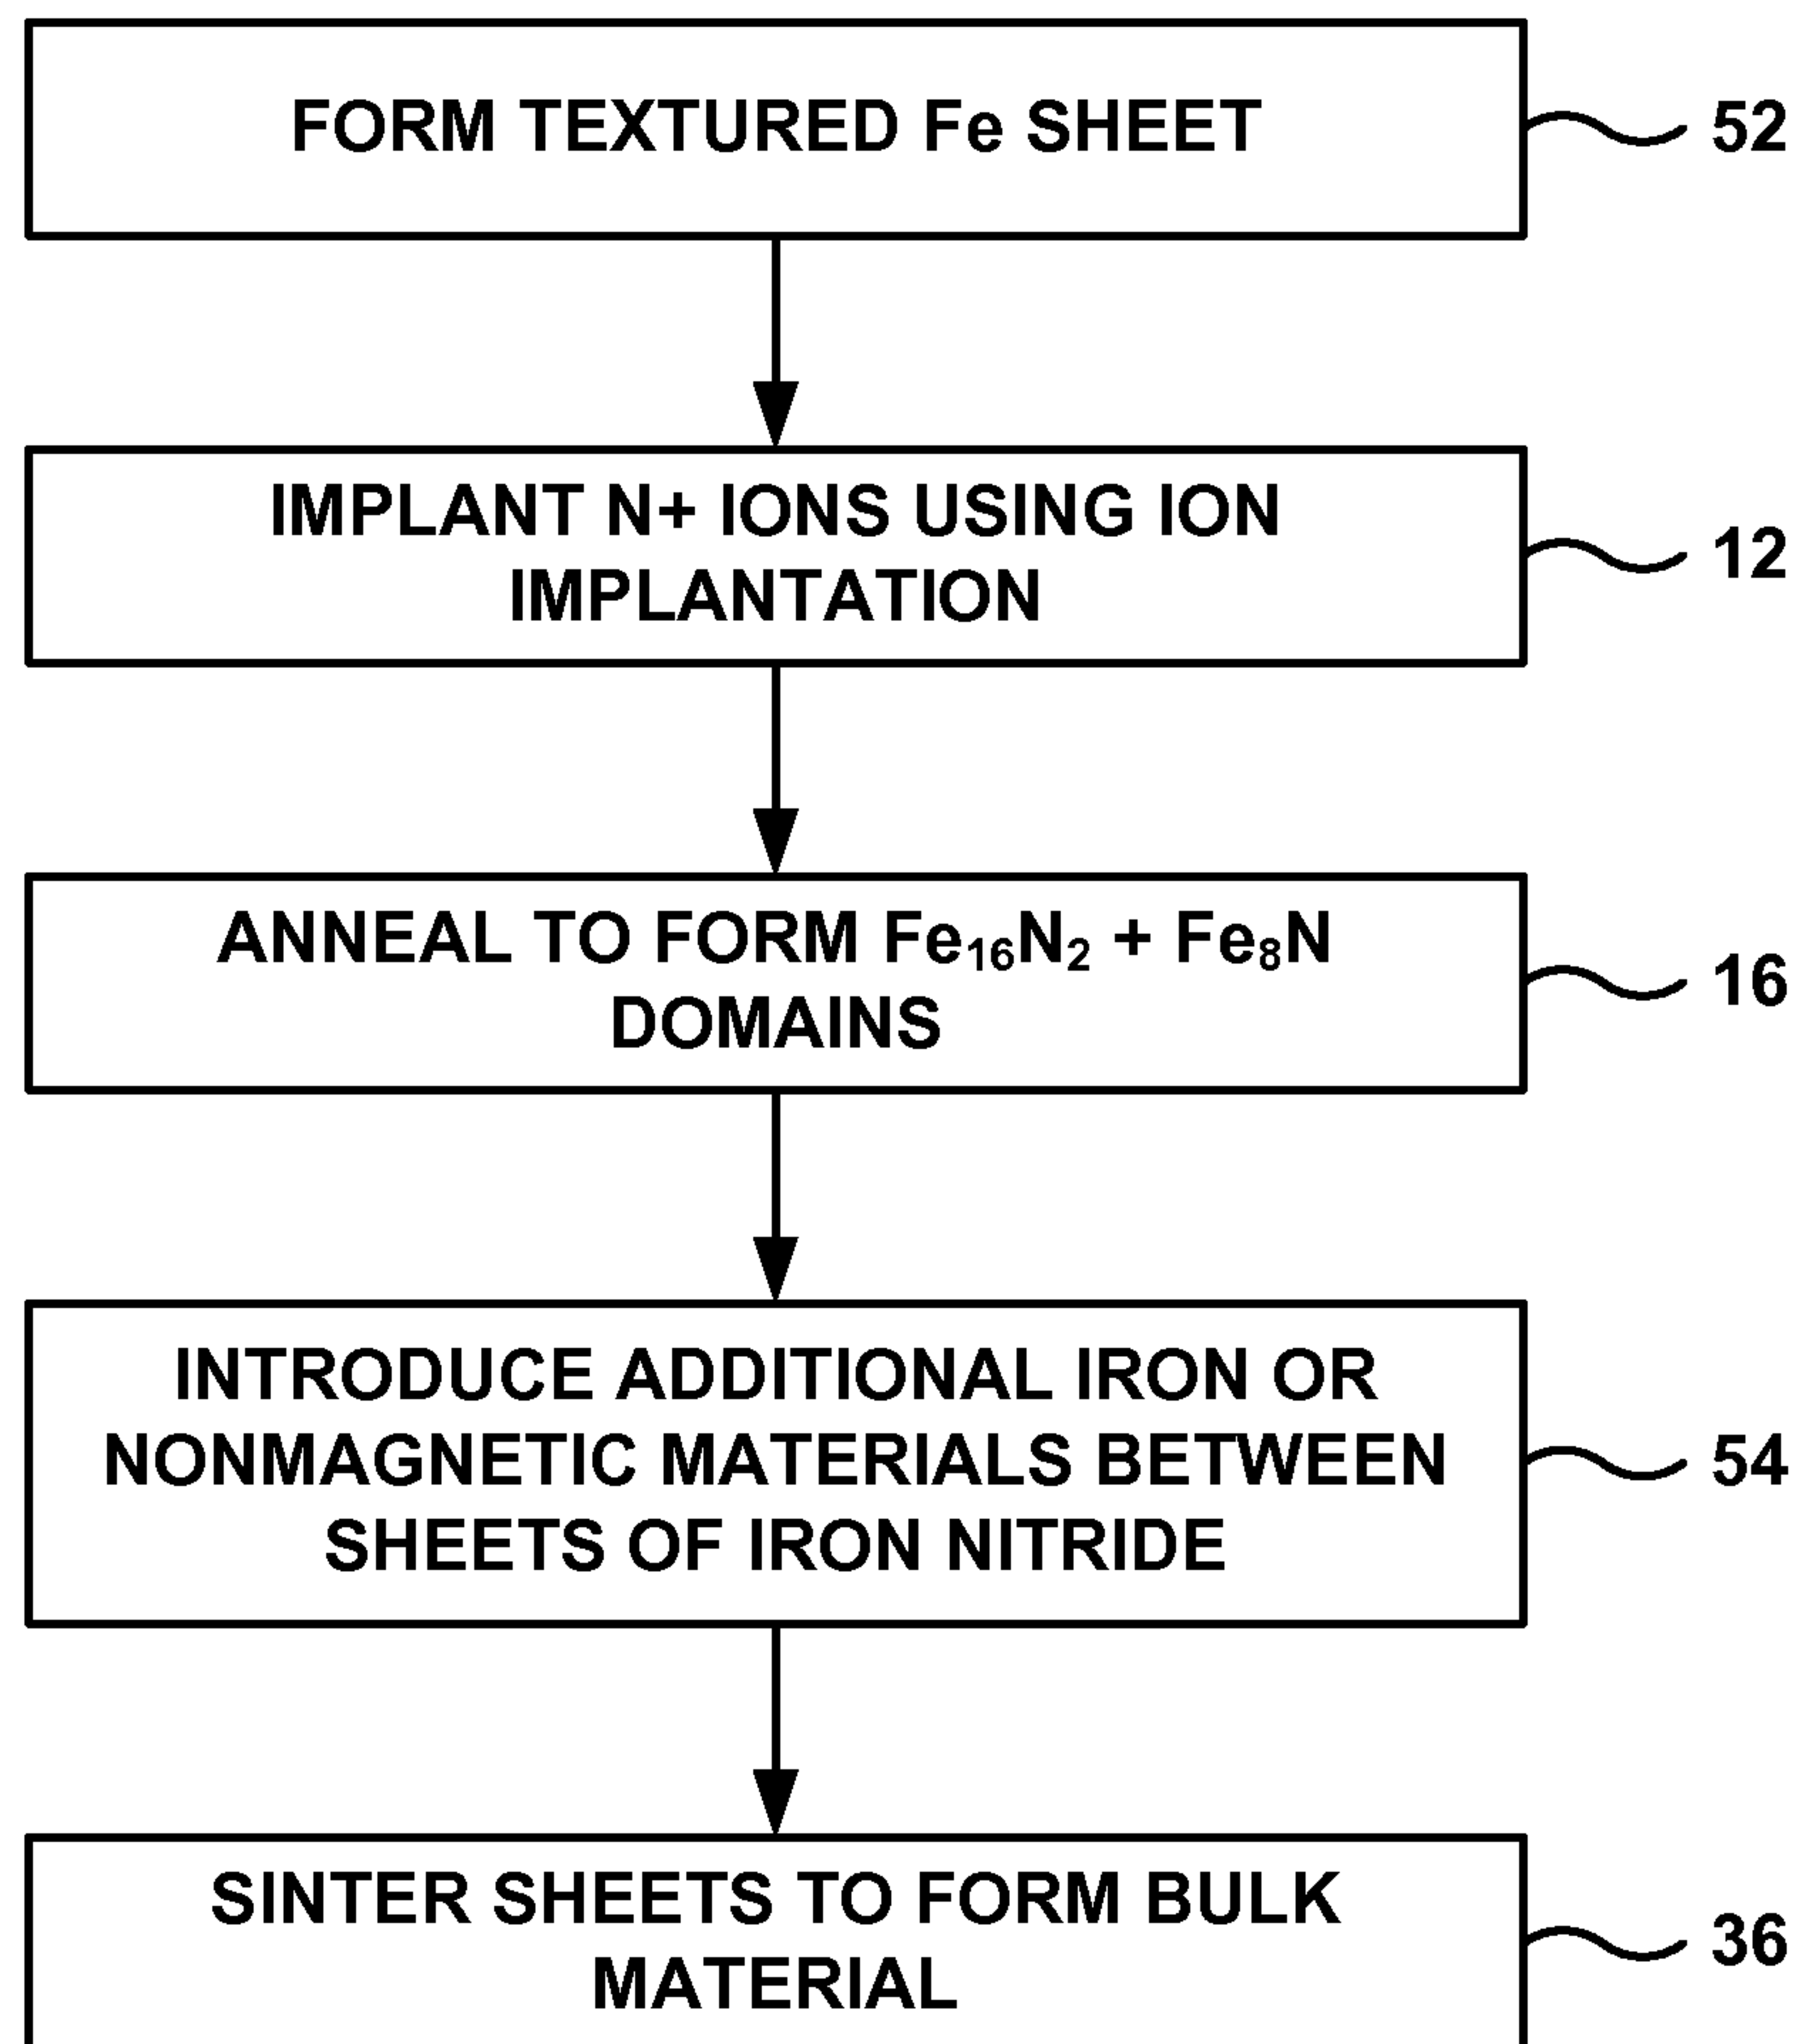 FORM TEXTURED Fe SHEET
52
IMPLANT N+ IONS USING ION
IMPLANTATION
12
ANNEAL TO FORM Fe₁₆N₂ + Fe₈N
DOMAINS
16
INTRODUCE ADDITIONAL IRON OR
NONMAGNETIC MATERIALS BETWEEN
SHEETS OF IRON NITRIDE
54
SINTER SHEETS TO FORM BULK
MATERIAL
36